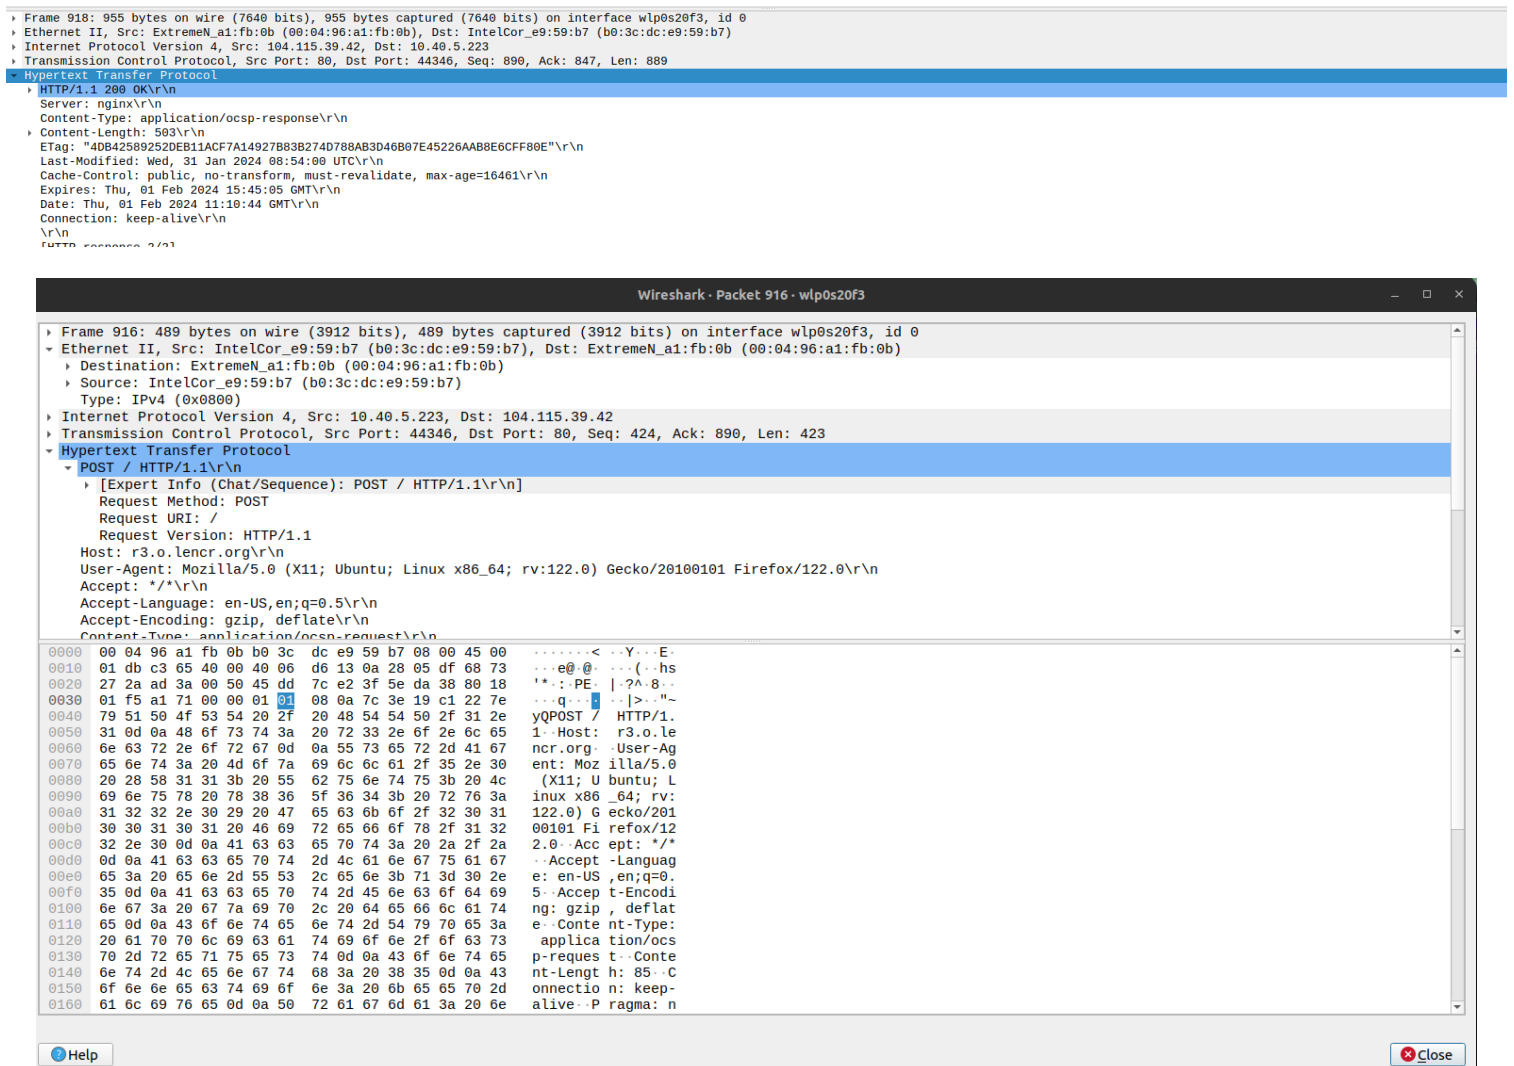 Frame 918: 955 bytes on wire (7640 bits), 955 bytes captured (7640 bits) on interface wlp0s20f3, id 0
Ethernet II, Src: ExtremeN_a1:fb:0b (00:04:96:a1:fb:0b), Dst: IntelCor_e9:59:b7 (b0:3c:dc:e9:59:b7)
Internet Protocol Version 4, Src: 104.115.39.42, Dst: 10.40.5.223
Transmission Control Protocol, Src Port: 80, Dst Port: 44346, Seq: 890, Ack: 847, Len: 889
Hypertext Transfer Protocol
HTTP/1.1 200 OK\r\n
Server: nginx\r\n
Content-Type: application/ocsp-response\r\n
Content-Length: 503\r\n
ETag: "4DB42589252DEB11ACF7A14927B83B274D788AB3D46B07E45226AAB8E6CFF80E"\r\n
Last-Modified: Wed, 31 Jan 2024 08:54:00 UTC\r\n
Cache-Control: public, no-transform, must-revalidate, max-age=16461\r\n
Expires: Thu, 01 Feb 2024 15:45:05 GMT\r\n
Date: Thu, 01 Feb 2024 11:10:44 GMT\r\n
Connection: keep-alive\r\n
\r\n
[HTTP response 2/2]
Wireshark · Packet 916 · wlp0s20f3
Frame 916: 489 bytes on wire (3912 bits), 489 bytes captured (3912 bits) on interface wlp0s20f3, id 0
Ethernet II, Src: IntelCor_e9:59:b7 (b0:3c:dc:e9:59:b7), Dst: ExtremeN_a1:fb:0b (00:04:96:a1:fb:0b)
Destination: ExtremeN_a1:fb:0b (00:04:96:a1:fb:0b)
Source: IntelCor_e9:59:b7 (b0:3c:dc:e9:59:b7)
Type: IPv4 (0x0800)
Internet Protocol Version 4, Src: 10.40.5.223, Dst: 104.115.39.42
Transmission Control Protocol, Src Port: 44346, Dst Port: 80, Seq: 424, Ack: 890, Len: 423
Hypertext Transfer Protocol
POST / HTTP/1.1\r\n
[Expert Info (Chat/Sequence): POST / HTTP/1.1\r\n]
Request Method: POST
Request URI: /
Request Version: HTTP/1.1
Host: r3.o.lencr.org\r\n
User-Agent: Mozilla/5.0 (X11; Ubuntu; Linux x86_64; rv:122.0) Gecko/20100101 Firefox/122.0\r\n
Accept: */*\r\n
Accept-Language: en-US,en;q=0.5\r\n
Accept-Encoding: gzip, deflate\r\n
Content-Type: application/ocsp-request\r\n
0000 00 04 96 a1 fb 0b b0 3c dc e9 59 b7 08 00 45 00 ·······< ··Y···E·
0010 01 db c3 65 40 00 40 06 d6 13 0a 28 05 df 68 73 ···e@·@· ···(··hs
0020 27 2a ad 3a 00 50 45 dd 7c e2 3f 5e da 38 80 18 '*·:·PE· |·?^·8··
0030 01 f5 a1 71 00 00 01 01 08 0a 7c 3e 19 c1 22 7e ···q···· ··|>··"~
0040 79 51 50 4f 53 54 20 2f 20 48 54 54 50 2f 31 2e yQPOST / HTTP/1.
0050 31 0d 0a 48 6f 73 74 3a 20 72 33 2e 6f 2e 6c 65 1··Host: r3.o.le
0060 6e 63 72 2e 6f 72 67 0d 0a 55 73 65 72 2d 41 67 ncr.org· ·User-Ag
0070 65 6e 74 3a 20 4d 6f 7a 69 6c 6c 61 2f 35 2e 30 ent: Moz illa/5.0
0080 20 28 58 31 31 3b 20 55 62 75 6e 74 75 3b 20 4c (X11; U buntu; L
0090 69 6e 75 78 20 78 38 36 5f 36 34 3b 20 72 76 3a inux x86 _64; rv:
00a0 31 32 32 2e 30 29 20 47 65 63 6b 6f 2f 32 30 31 122.0) G ecko/201
00b0 30 30 31 30 31 20 46 69 72 65 66 6f 78 2f 31 32 00101 Fi refox/12
00c0 32 2e 30 0d 0a 41 63 63 65 70 74 3a 20 2a 2f 2a 2.0··Acc ept: */*
00d0 0d 0a 41 63 63 65 70 74 2d 4c 61 6e 67 75 61 67 ··Accept -Languag
00e0 65 3a 20 65 6e 2d 55 53 2c 65 6e 3b 71 3d 30 2e e: en-US ,en;q=0.
00f0 35 0d 0a 41 63 63 65 70 74 2d 45 6e 63 6f 64 69 5··Accep t-Encodi
0100 6e 67 3a 20 67 7a 69 70 2c 20 64 65 66 6c 61 74 ng: gzip , deflat
0110 65 0d 0a 43 6f 6e 74 65 6e 74 2d 54 79 70 65 3a e··Conte nt-Type:
0120 20 61 70 70 6c 69 63 61 74 69 6f 6e 2f 6f 63 73 applica tion/ocs
0130 70 2d 72 65 71 75 65 73 74 0d 0a 43 6f 6e 74 65 p-reques t··Conte
0140 6e 74 2d 4c 65 6e 67 74 68 3a 20 38 35 0d 0a 43 nt-Lengt h: 85··C
0150 6f 6e 6e 65 63 74 69 6f 6e 3a 20 6b 65 65 70 2d onnectio n: keep-
0160 61 6c 69 76 65 0d 0a 50 72 61 67 6d 61 3a 20 6e alive··P ragma: n
Help
Close